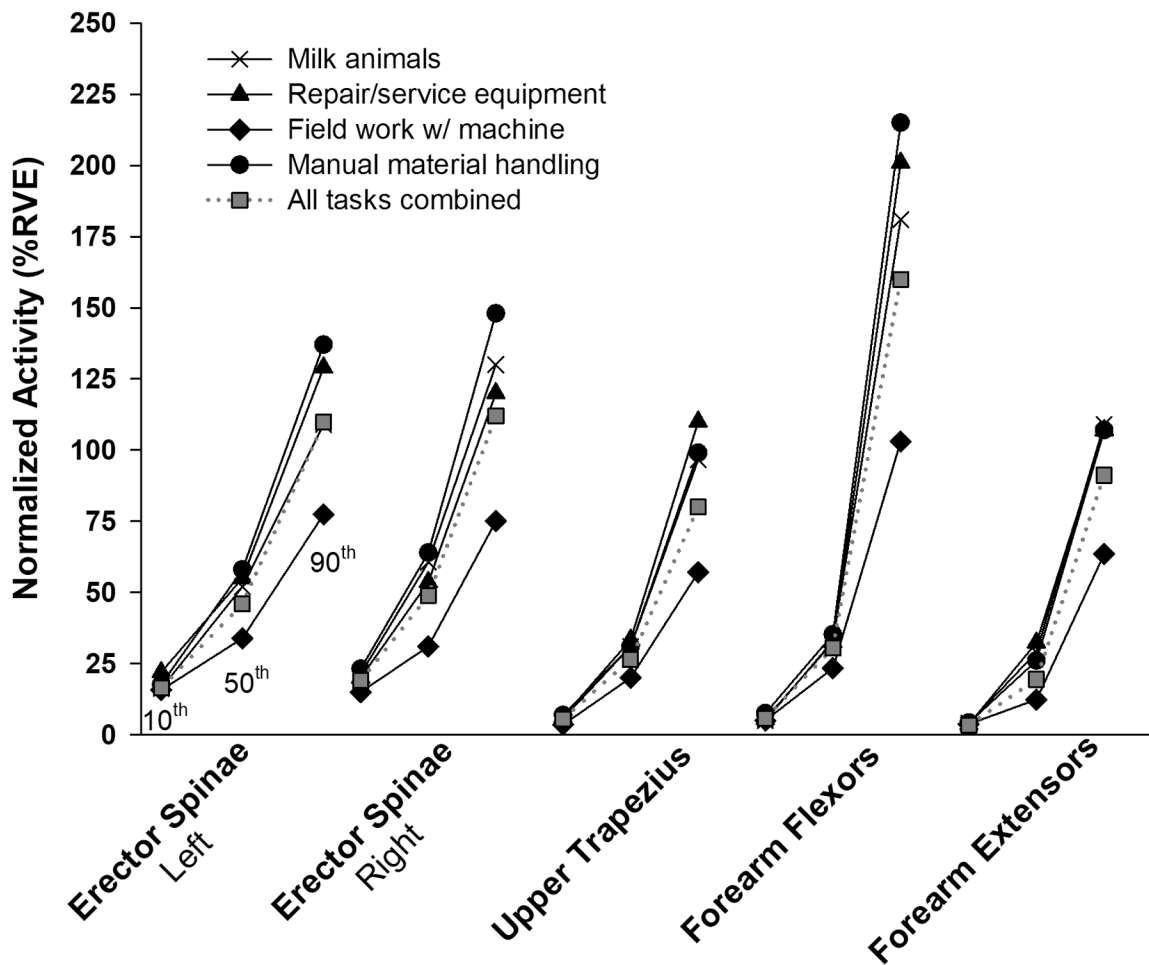 Normalized Activity (%RVE)
250
225
200
175
150
125
100
75
50
25
0
Milk animals
Repair/service equipment
Field work w/ machine
Manual material handling
All tasks combined
10th
50th
90th
Erector Spinae
Left
Erector Spinae
Right
Upper Trapezius
Forearm Flexors
Forearm Extensors